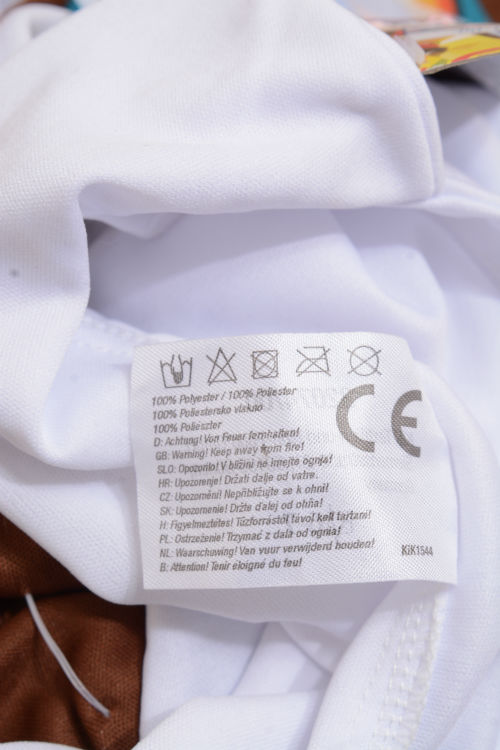 100% Polyester / 100% Poliester
100% Poliestersko vlakno
100% Poliészter
D: Achtung! Von Feuer fernhalten!
GB: Warning! Keep away from fire!
SLO: Opozorilo! V bližini ne imejte ognja!
HR: Upozorenje! Držati dalje od vatre.
CZ: Upozornění! Nepřibližujte se k ohni!
SK: Upozornenie! Držte ďalej od ohňa!
H: Figyelmeztetés! Tűzforrástól távol kell tartani!
PL: Ostrzeżenie! Trzymać z dala od ognia!
NL: Waarschuwing! Van vuur verwijderd houden!
B: Attention! Tenir éloigné du feu!
CE
KiK1544